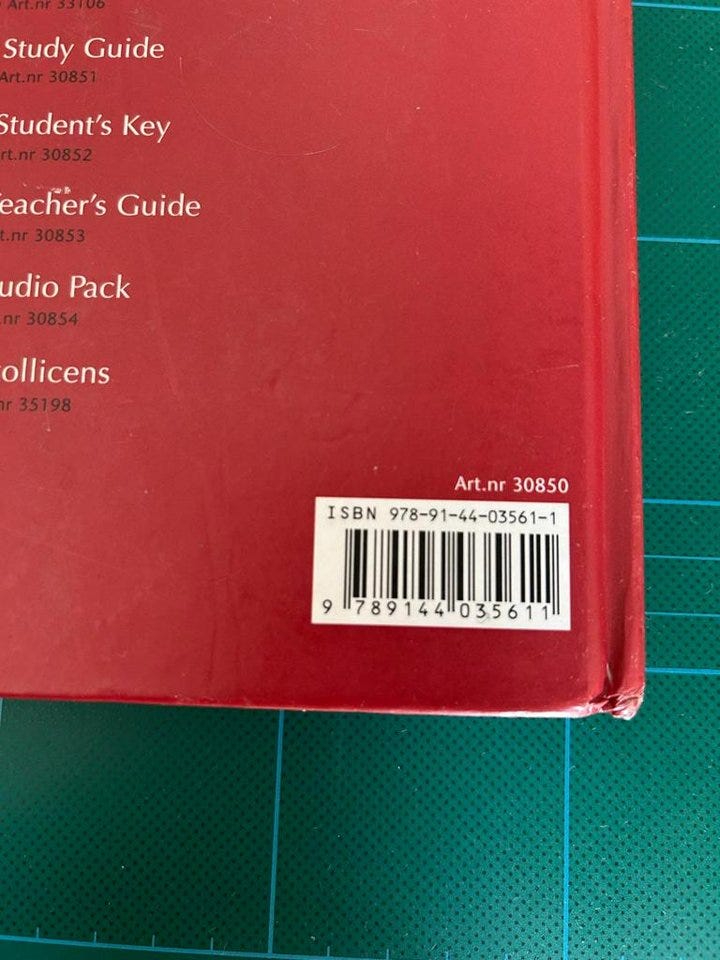 Art.nr 33106
Study Guide
Art.nr 30851
Student's Key
rt.nr 30852
eacher's Guide
t.nr 30853
udio Pack
.nr 30854
ollicens
nr 35198
Art.nr 30850
ISBN 978-91-44-03561-1
9 789144 035611